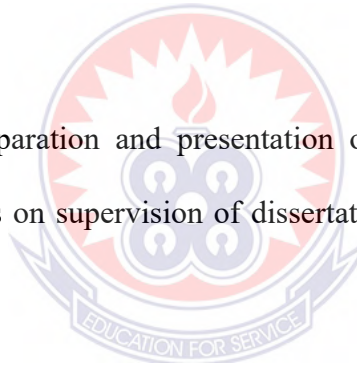 paration and presentation
s on supervision of dissertat
EDUCATION FOR SERVICE